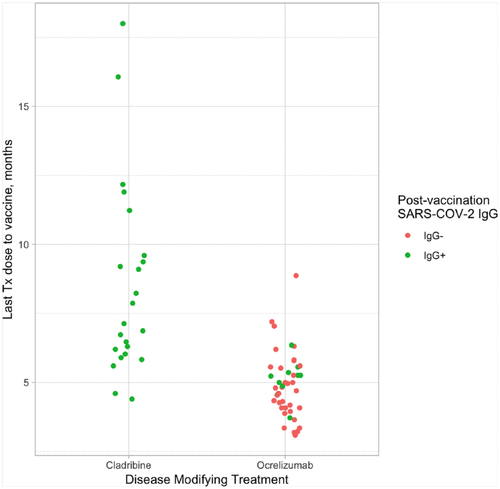 Last Tx dose to vaccine, months
15
10
5
Cladribine
Ocrelizumab
Disease Modifying Treatment
Post-vaccination
SARS-COV-2 IgG
IgG-
IgG+